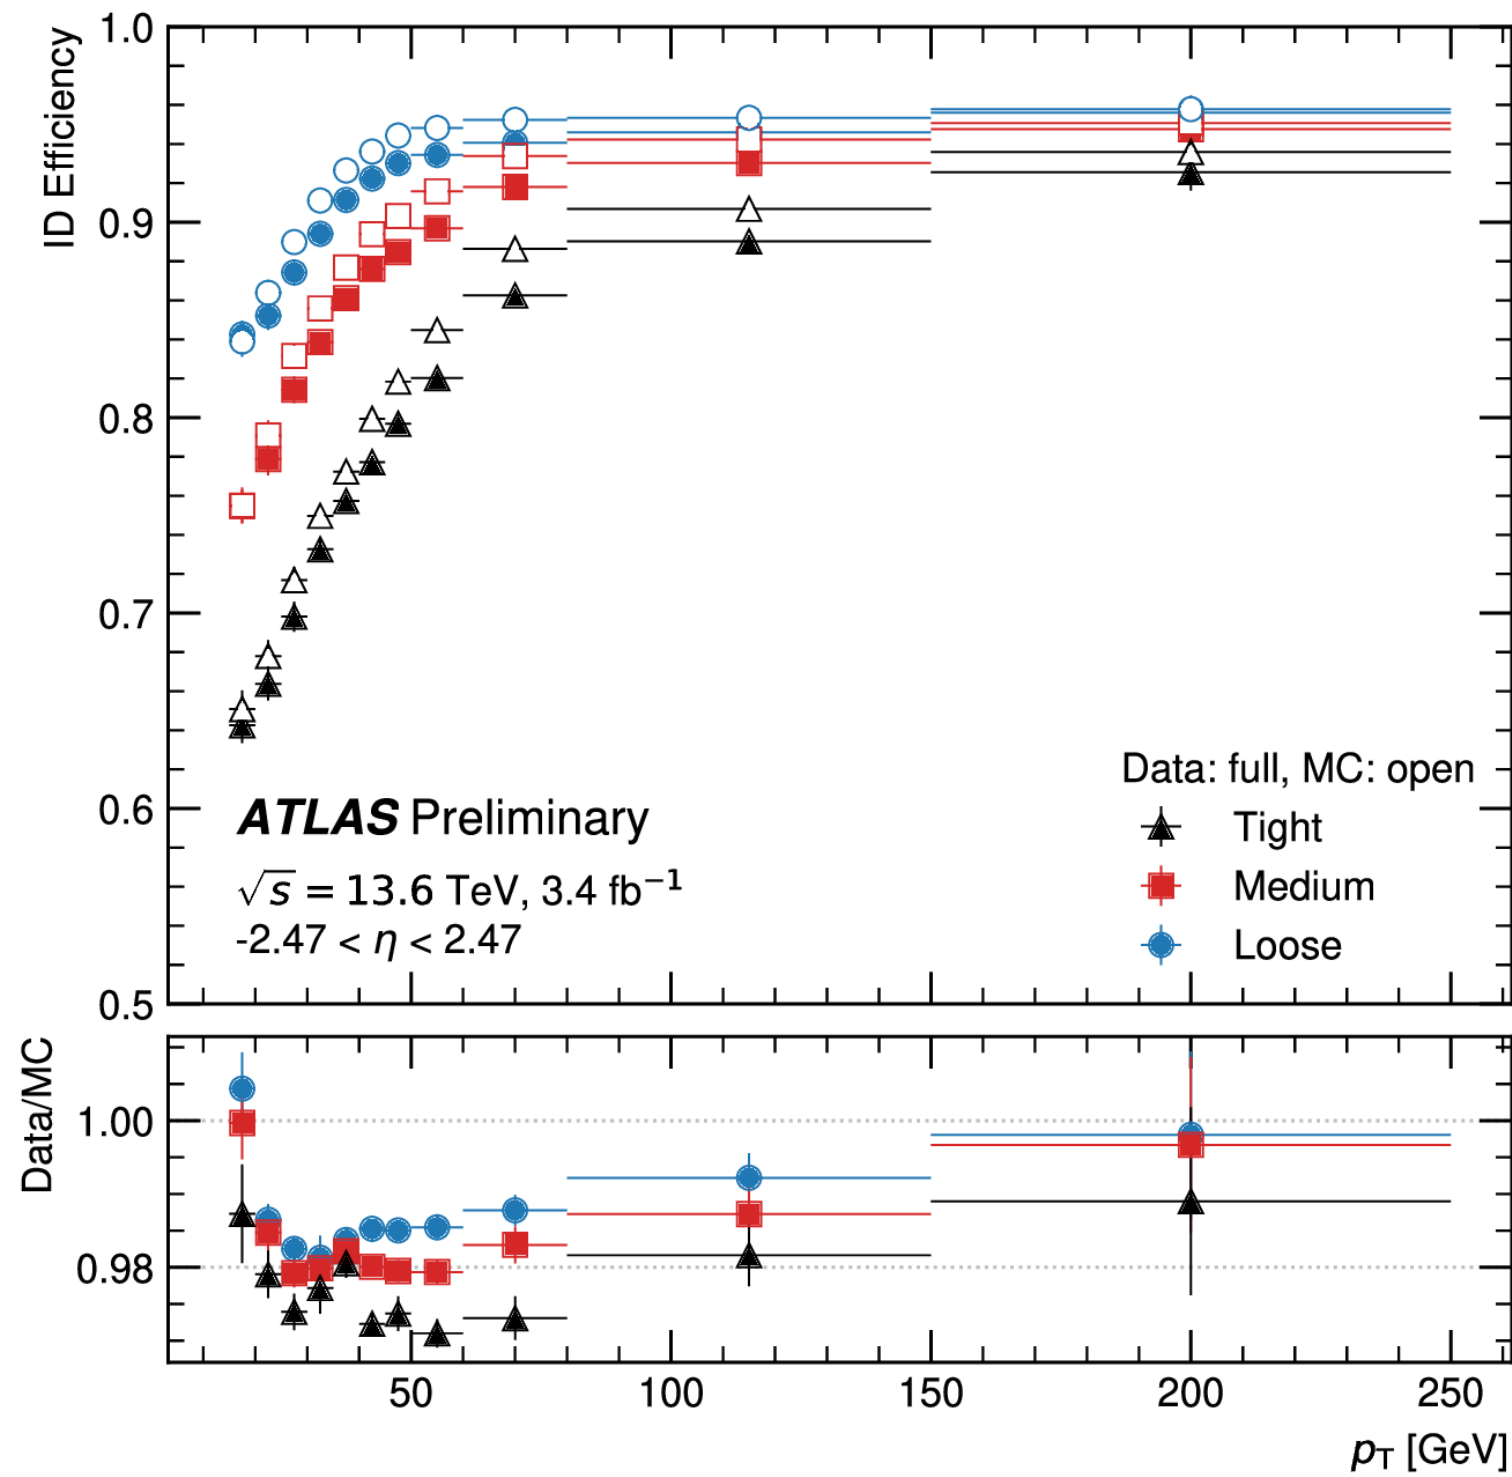 ID Efficiency
1.0
0.9
0.8
0.7
0.6
0.5
ATLAS Preliminary
√s = 13.6 TeV, 3.4 fb⁻¹
-2.47 < η < 2.47
Data: full, MC: open
Tight
Medium
Loose
Data/MC
1.00
0.98
50 100 150 200 250
pT [GeV]